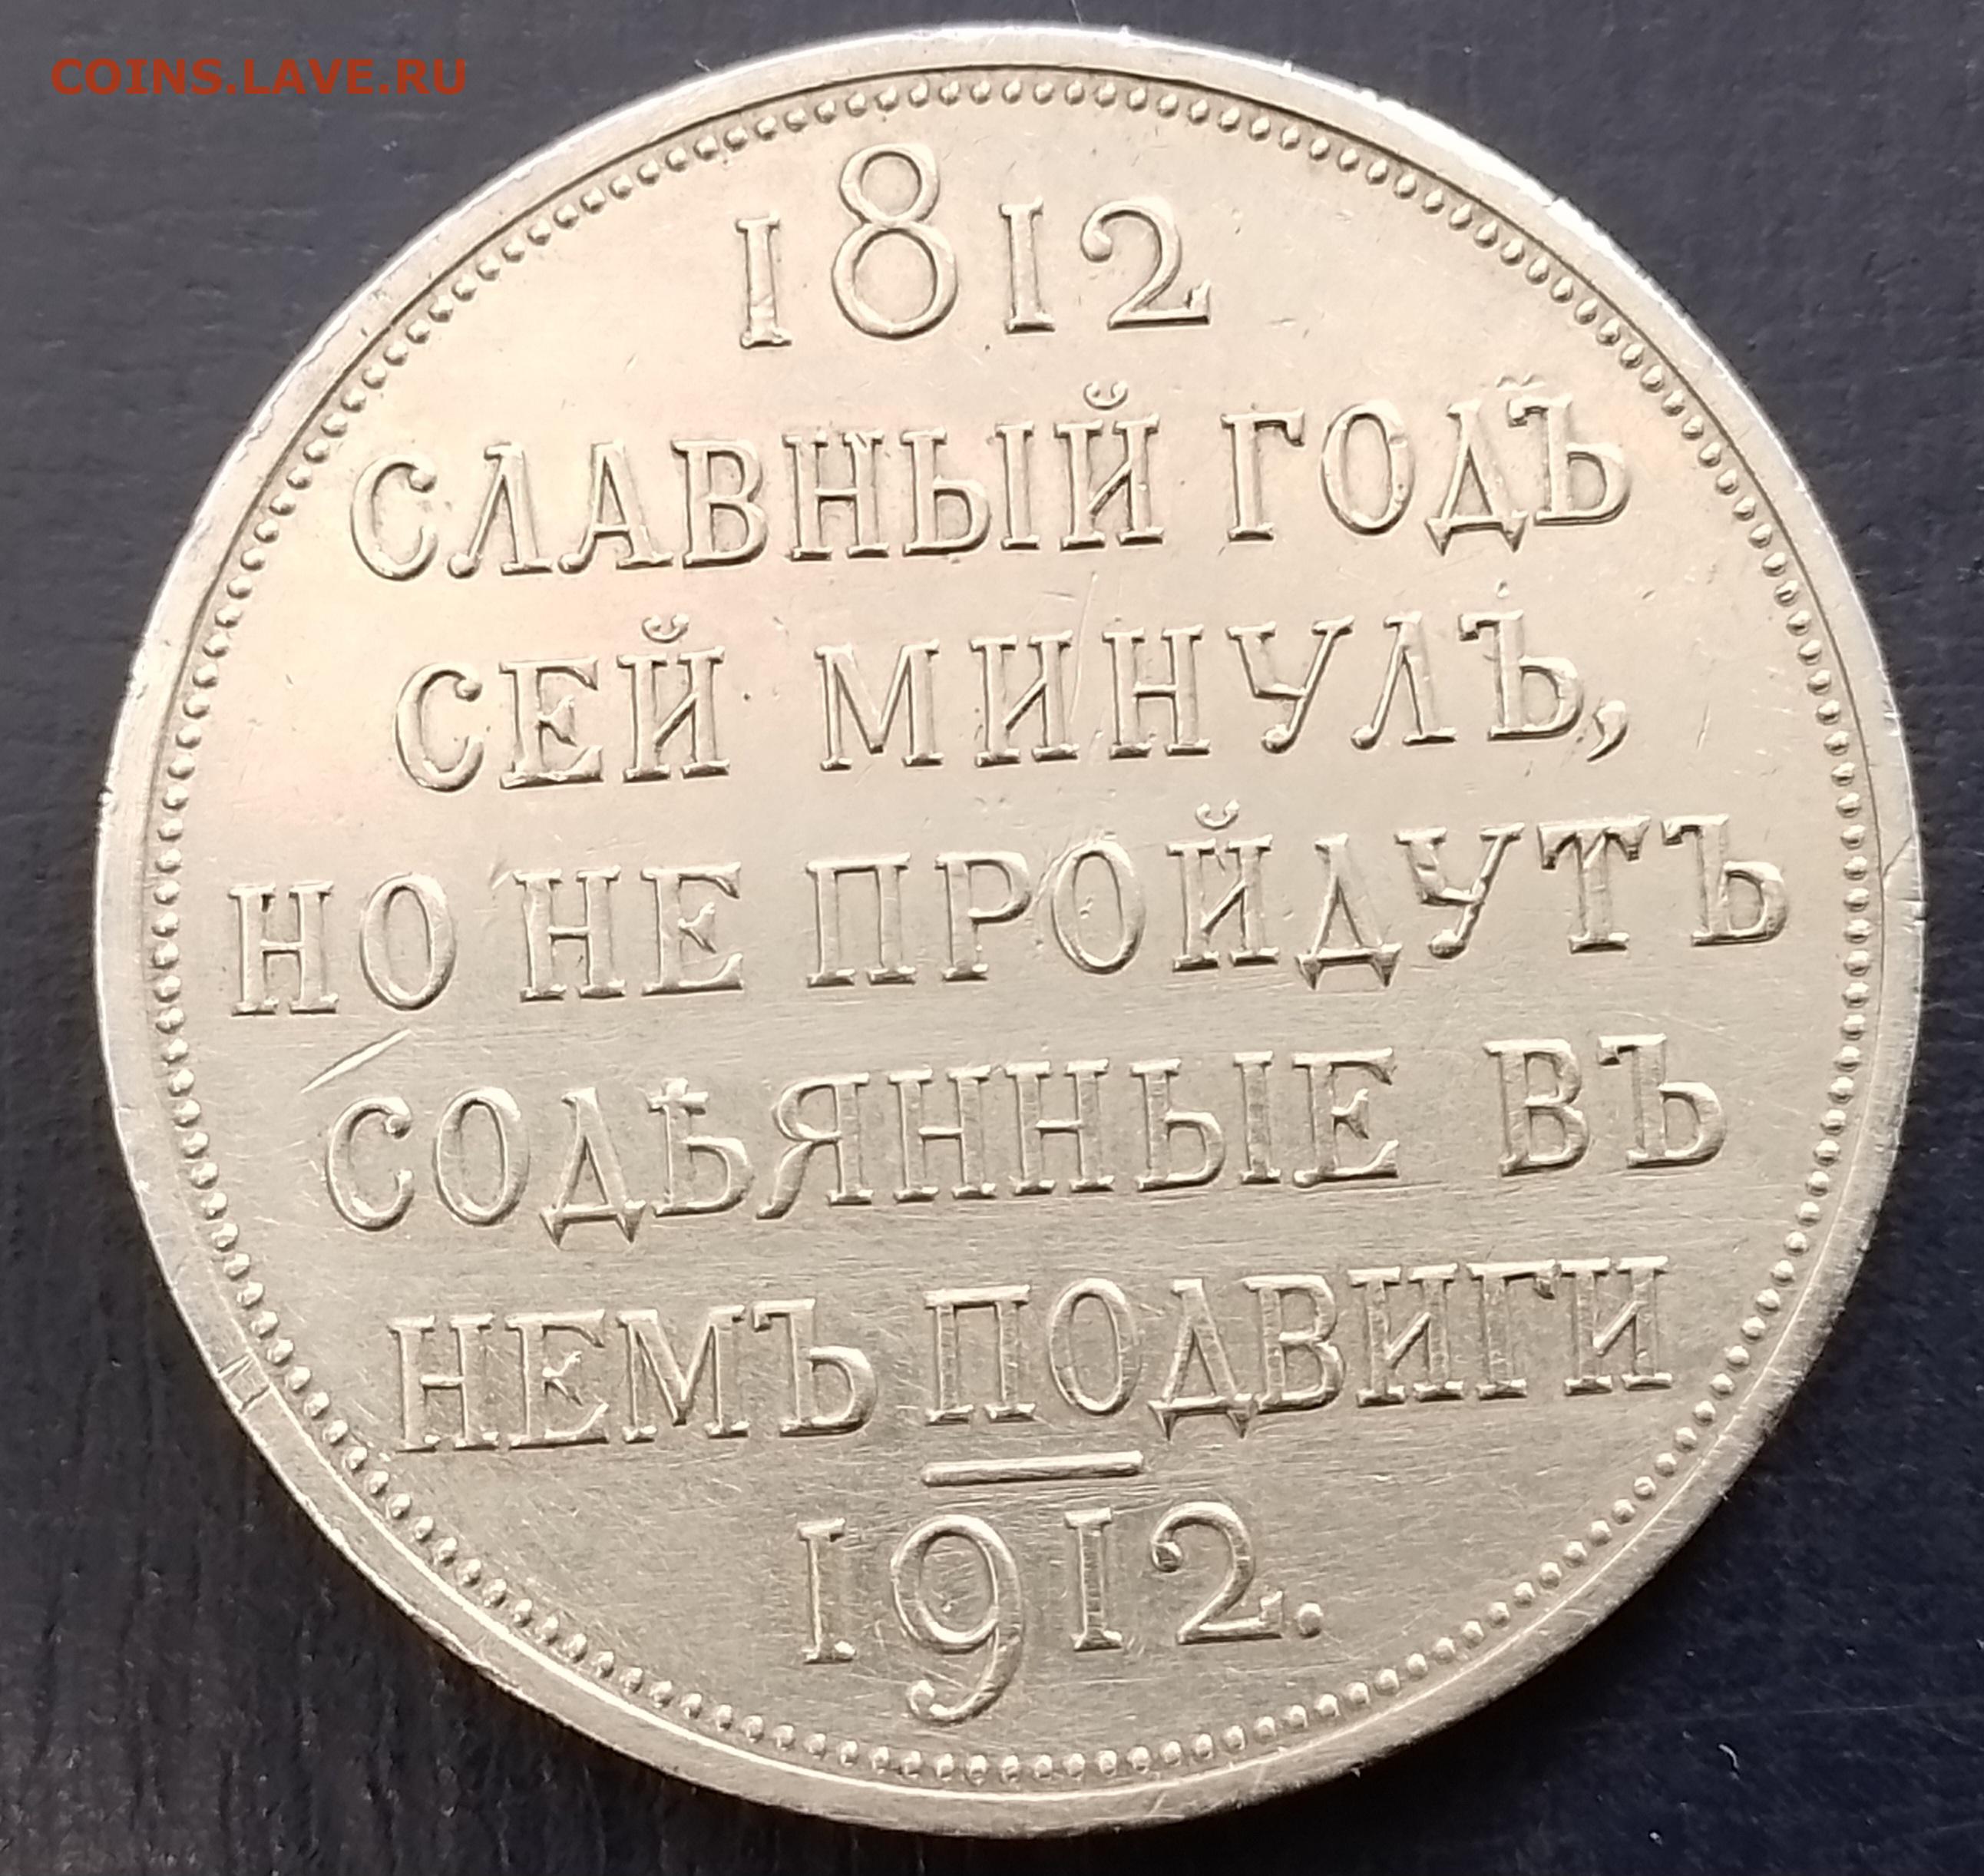 COINS.LAVE.RU
1812
СЛАВНЫЙ ГОДЪ
СЕЙ МИНУЛЪ,
НО НЕ ПРОЙДУТЪ
СОДѢЯННЫЕ ВЪ
НЕМЪ ПОДВИГИ
1912.